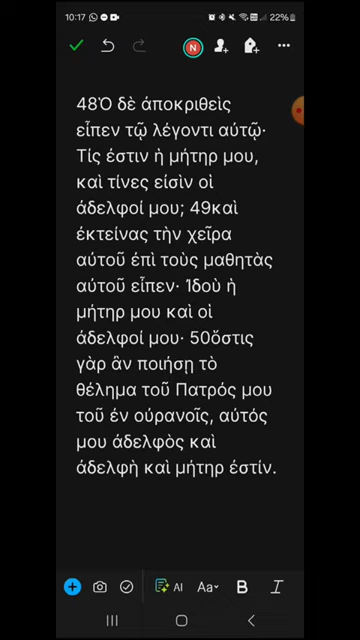 10:17 22%
N
48Ὁ δὲ ἀποκριθεὶς
εἶπεν τῷ λέγοντι αὐτῷ·
Τίς ἐστιν ἡ μήτηρ μου,
καὶ τίνες εἰσὶν οἱ
ἀδελφοί μου; 49καὶ
ἐκτείνας τὴν χεῖρα
αὐτοῦ ἐπὶ τοὺς μαθητὰς
αὐτοῦ εἶπεν· Ἰδοὺ ἡ
μήτηρ μου καὶ οἱ
ἀδελφοί μου· 50ὅστις
γὰρ ἂν ποιήσῃ τὸ
θέλημα τοῦ Πατρός μου
τοῦ ἐν οὐρανοῖς, αὐτός
μου ἀδελφὸς καὶ
ἀδελφὴ καὶ μήτηρ ἐστίν.
AI Aa B I